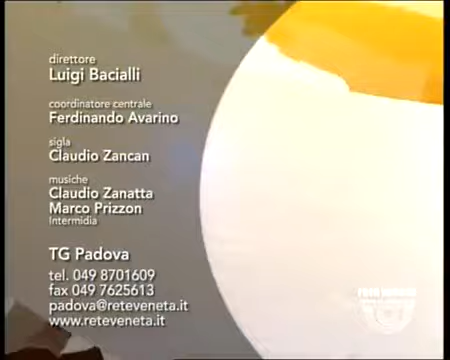 direttore
Luigi Bacialli
coordinatore centrale
Ferdinando Avarino
sigla
Claudio Zancan
musiche
Claudio Zanatta
Marco Prizzon
Intermidia
TG Padova
tel. 049 8701609
fax 049 7625613
padova@reteveneta.it
www.reteveneta.it